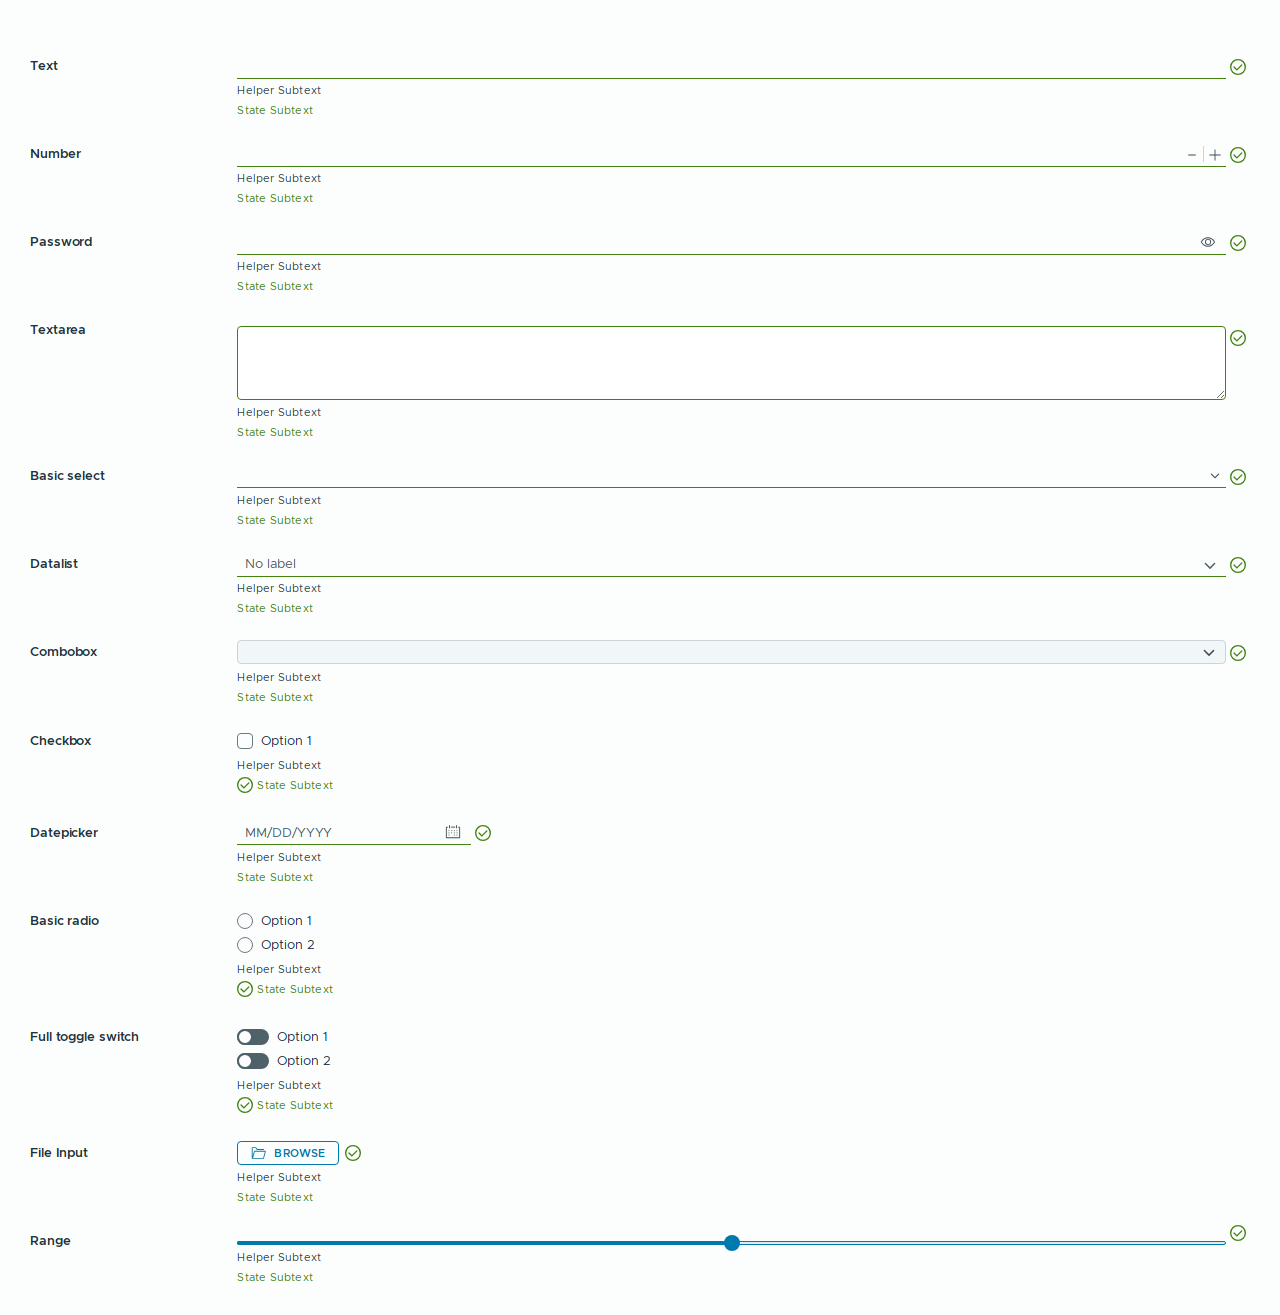 Text
Helper Subtext
State Subtext
Number
Helper Subtext
State Subtext
Password
Helper Subtext
State Subtext
Textarea
Helper Subtext
State Subtext
Basic select
Helper Subtext
State Subtext
Datalist
No label
Helper Subtext
State Subtext
Combobox
Helper Subtext
State Subtext
Checkbox
Option 1
Helper Subtext
State Subtext
Datepicker
MM/DD/YYYY
Helper Subtext
State Subtext
Basic radio
Option 1
Option 2
Helper Subtext
State Subtext
Full toggle switch
Option 1
Option 2
Helper Subtext
State Subtext
File Input
BROWSE
Helper Subtext
State Subtext
Range
Helper Subtext
State Subtext